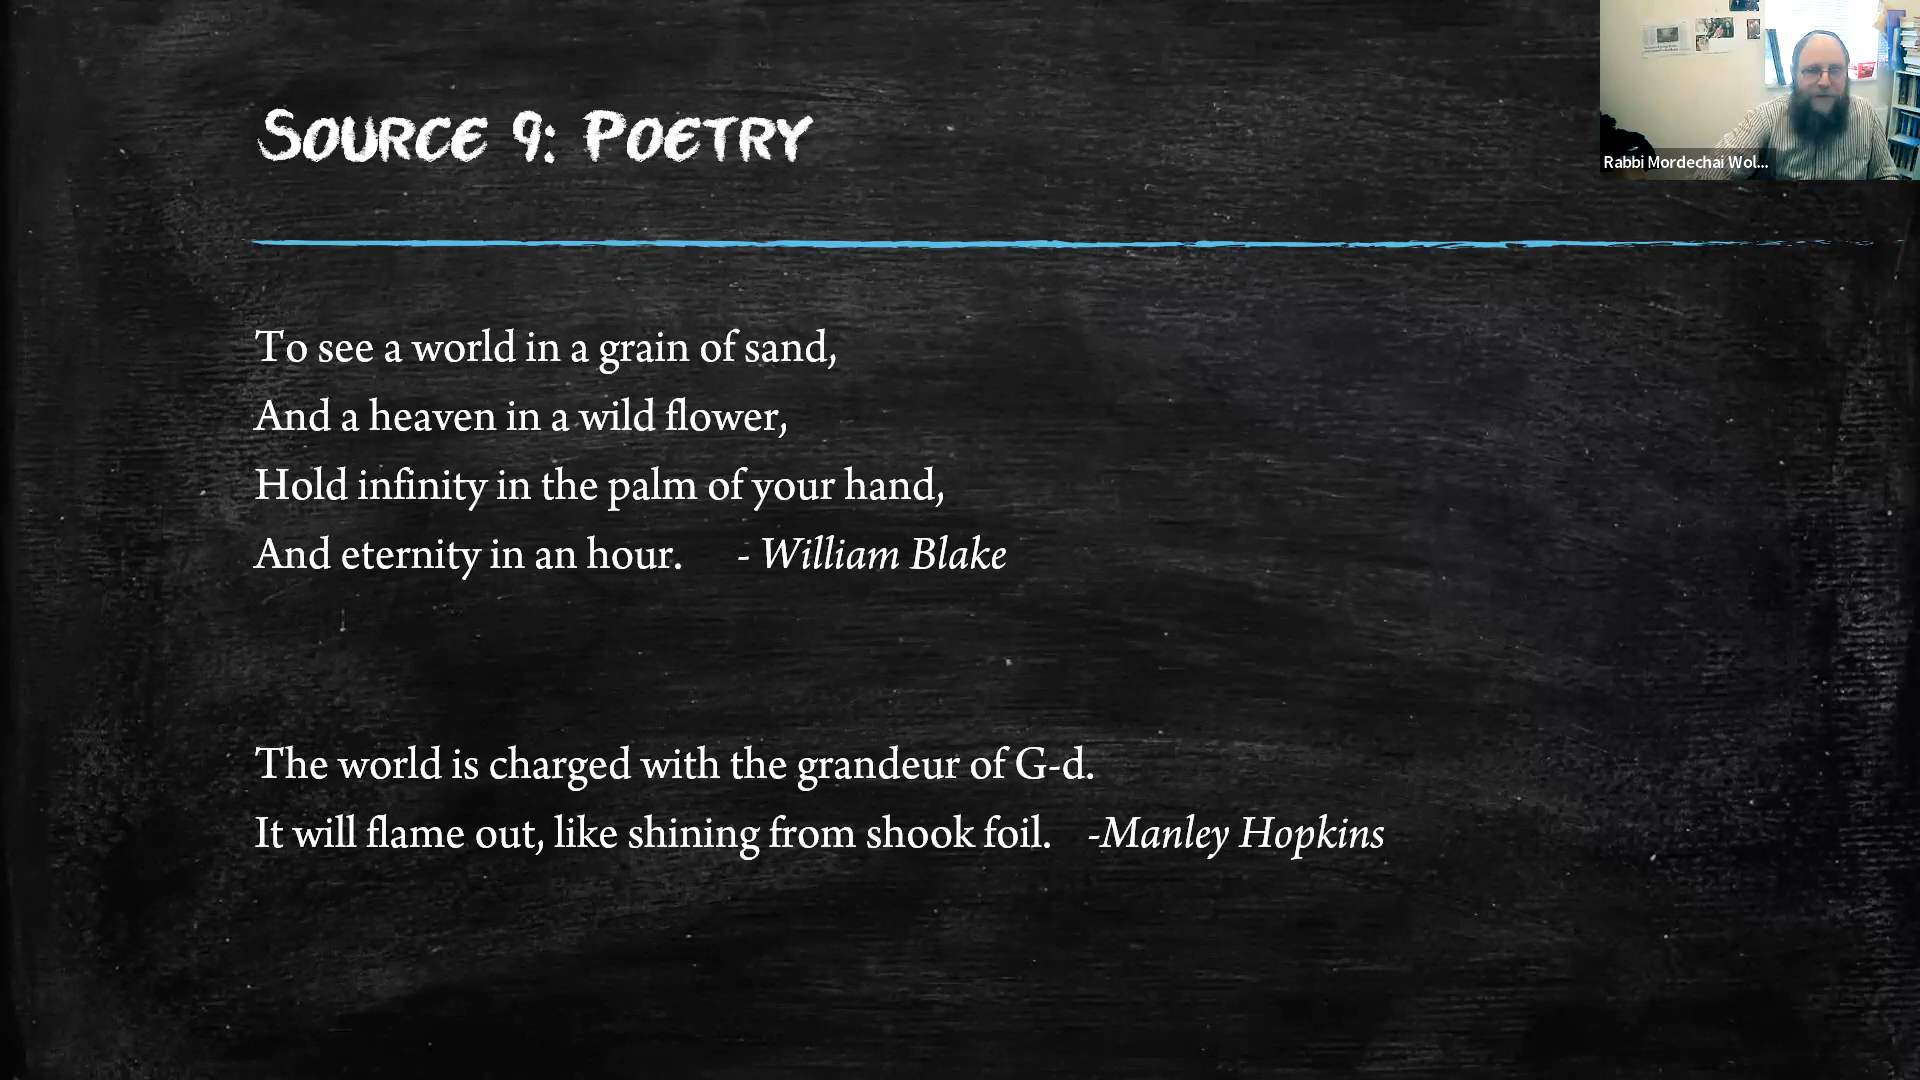 Source 9: Poetry
Rabbi Mordechai Wol...
To see a world in a grain of sand,
And a heaven in a wild flower,
Hold infinity in the palm of your hand,
And eternity in an hour. - William Blake
The world is charged with the grandeur of G-d.
It will flame out, like shining from shook foil. -Manley Hopkins